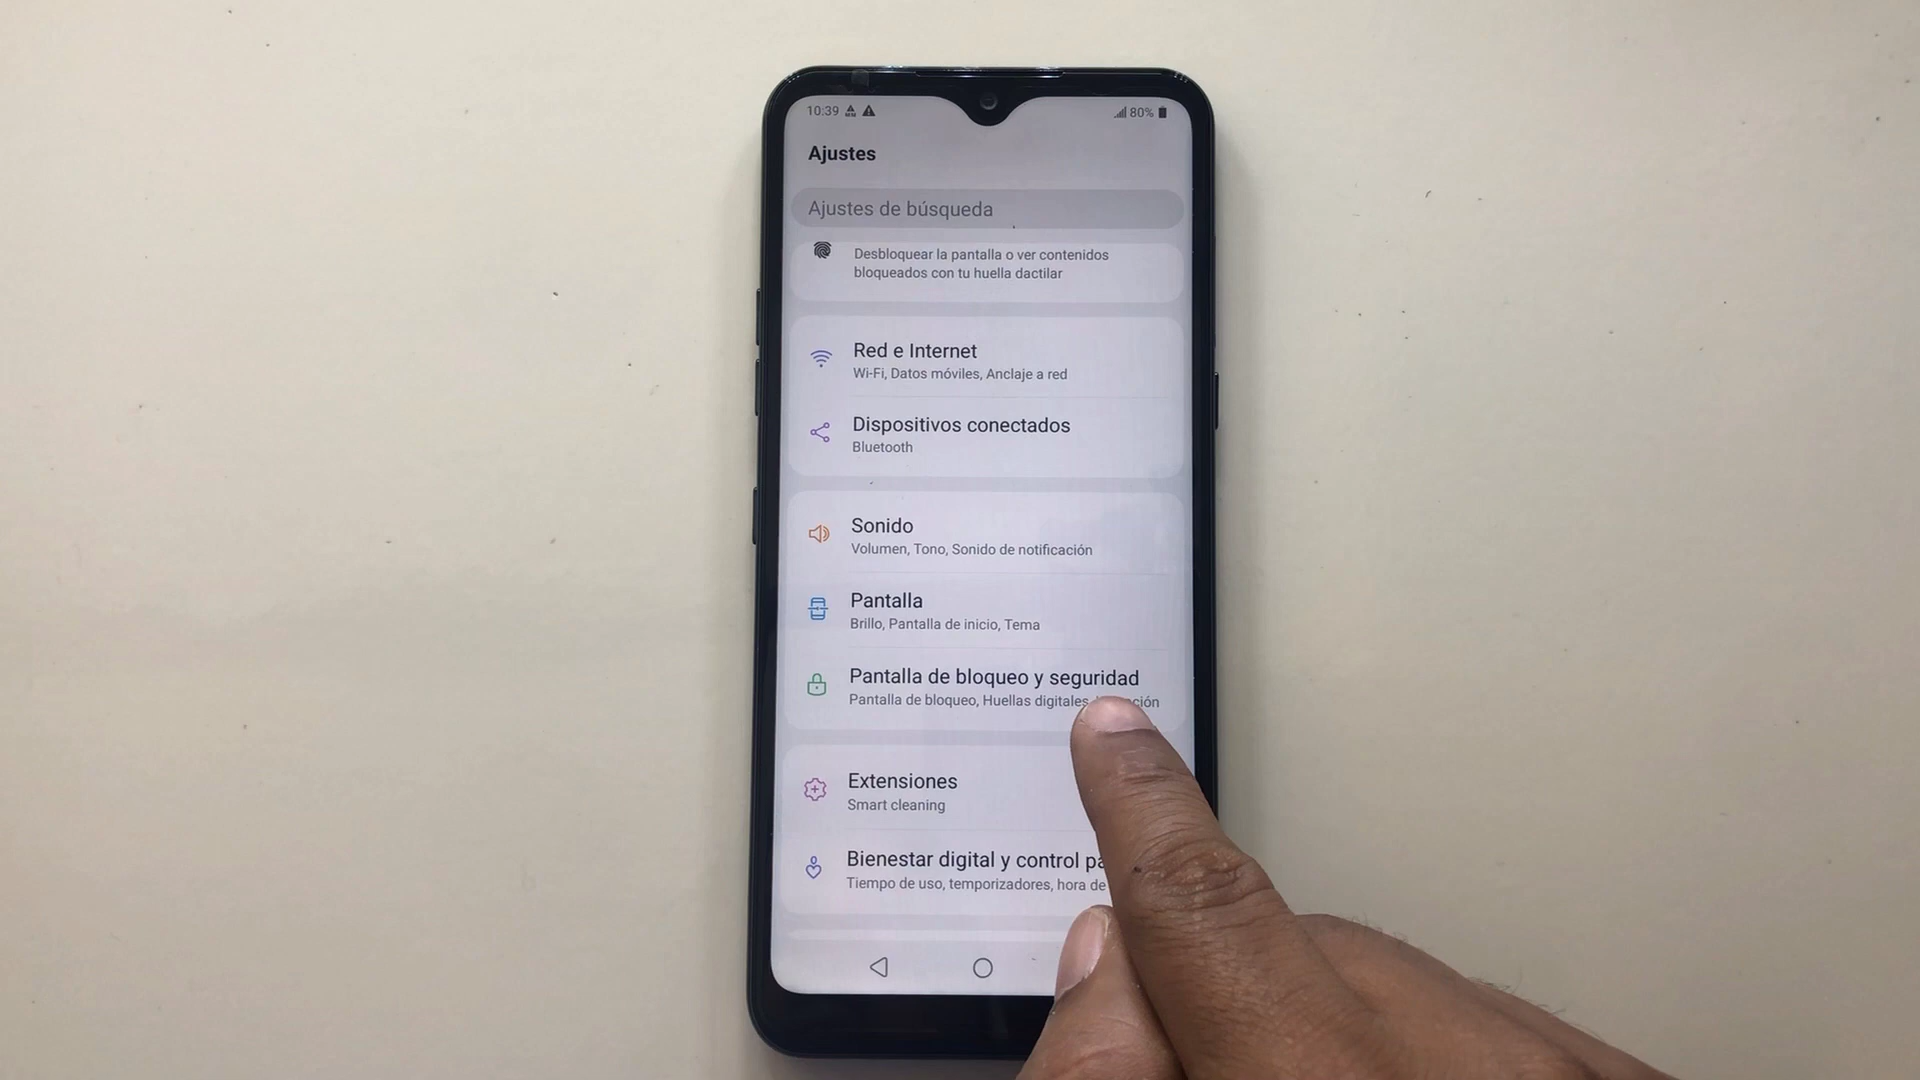 10:39 80%
Ajustes
Ajustes de búsqueda
Desbloquear la pantalla o ver contenidos
bloqueados con tu huella dactilar
Red e Internet
Wi-Fi, Datos móviles, Anclaje a red
Dispositivos conectados
Bluetooth
Sonido
Volumen, Tono, Sonido de notificación
Pantalla
Brillo, Pantalla de inicio, Tema
Pantalla de bloqueo y seguridad
Pantalla de bloqueo, Huellas digitales,
Extensiones
Smart cleaning
Bienestar digital y control
Tiempo de uso, temporizadores, hora de